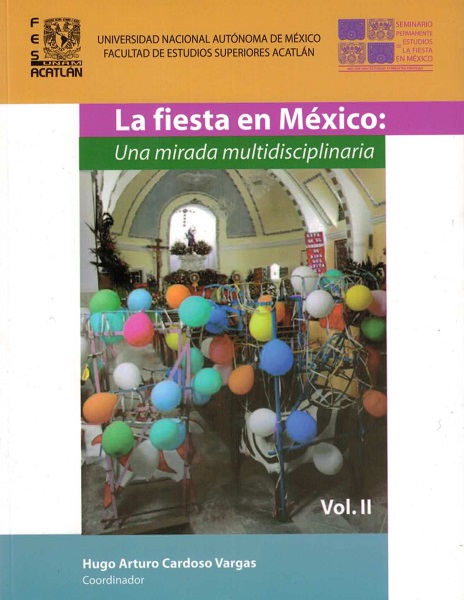 FES
UNAM
ACATLÁN
UNIVERSIDAD NACIONAL AUTÓNOMA DE MÉXICO
FACULTAD DE ESTUDIOS SUPERIORES ACATLÁN
SEMINARIO
PERMANENTE
ESTUDIOS
DE
LA FIESTA
EN MÉXICO
La fiesta en México:
Una mirada multidisciplinaria
Vol. II
Hugo Arturo Cardoso Vargas
Coordinador